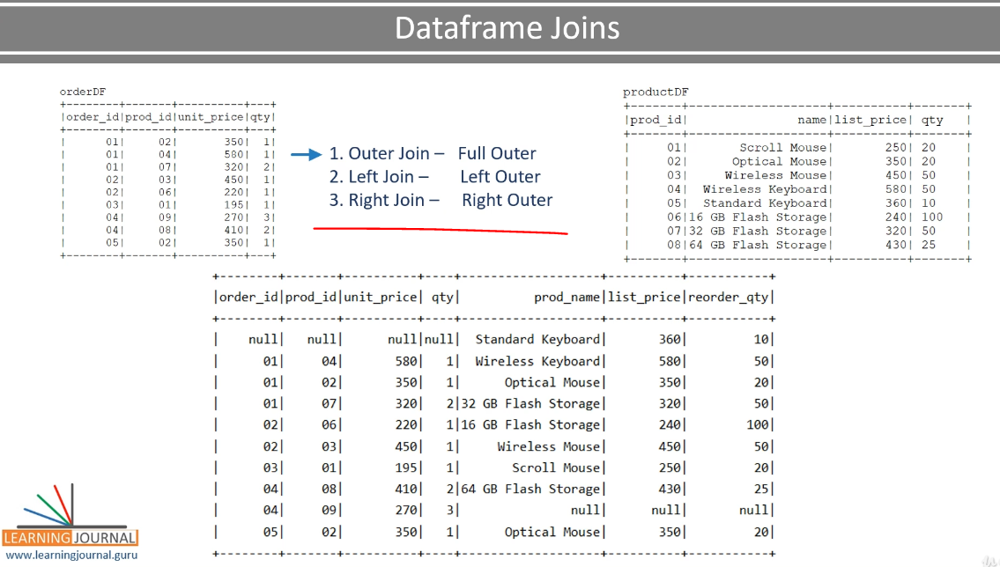 Dataframe Joins
orderDF
+--------+-------+----------+---+
|order_id|prod_id|unit_price|qty|
+--------+-------+----------+---+
|      01|     02|       350|  1|
|      01|     04|       580|  1|
|      01|     07|       320|  2|
|      02|     03|       450|  1|
|      02|     06|       220|  1|
|      03|     01|       195|  1|
|      04|     09|       270|  3|
|      04|     08|       410|  2|
|      05|     02|       350|  1|
+--------+-------+----------+---+
1. Outer Join – Full Outer
2. Left Join – Left Outer
3. Right Join – Right Outer
productDF
+-------+-------------------+----------+-------+
|prod_id|               name|list_price| qty   |
+-------+-------------------+----------+-------+
|     01|       Scroll Mouse|       250| 20    |
|     02|      Optical Mouse|       350| 20    |
|     03|     Wireless Mouse|       450| 50    |
|     04|  Wireless Keyboard|       580| 50    |
|     05|  Standard Keyboard|       360| 10    |
|     06|16 GB Flash Storage|       240| 100   |
|     07|32 GB Flash Storage|       320| 50    |
|     08|64 GB Flash Storage|       430| 25    |
+-------+-------------------+----------+-------+
+--------+-------+----------+----+-------------------+----------+-----------+
|order_id|prod_id|unit_price| qty|          prod_name|list_price|reorder_qty|
+--------+-------+----------+----+-------------------+----------+-----------+
|    null|   null|      null|null|  Standard Keyboard|       360|         10|
|      01|     04|       580|   1|  Wireless Keyboard|       580|         50|
|      01|     02|       350|   1|      Optical Mouse|       350|         20|
|      01|     07|       320|   2|32 GB Flash Storage|       320|         50|
|      02|     06|       220|   1|16 GB Flash Storage|       240|        100|
|      02|     03|       450|   1|     Wireless Mouse|       450|         50|
|      03|     01|       195|   1|       Scroll Mouse|       250|         20|
|      04|     08|       410|   2|64 GB Flash Storage|       430|         25|
|      04|     09|       270|   3|               null|      null|       null|
|      05|     02|       350|   1|      Optical Mouse|       350|         20|
+--------+-------+----------+----+-------------------+----------+-----------+
LEARNING JOURNAL
www.learningjournal.guru